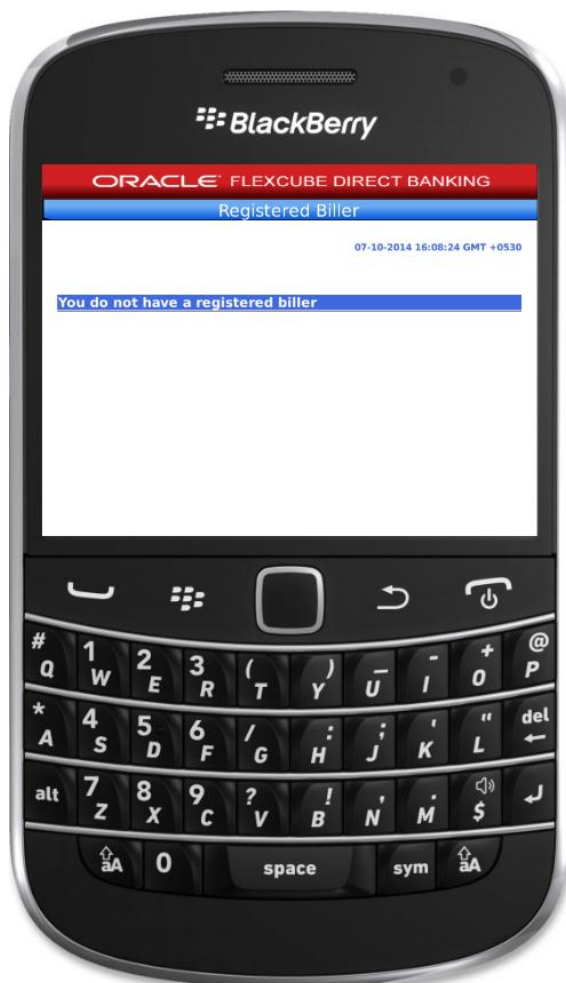 BlackBerry
ORACLE FLEXCUBE DIRECT BANKING
Registered Biller
07-10-2014 16:08:24 GMT +0530
You do not have a registered biller
# 1 2 3 ( ) _ - + @
Q W E R T Y U I O P
* 4 5 6 / : ; ' " del
A S D F G H J K L
alt 7 8 9 ? ! , .
Z X C V B N M $
aA 0 space sym aA